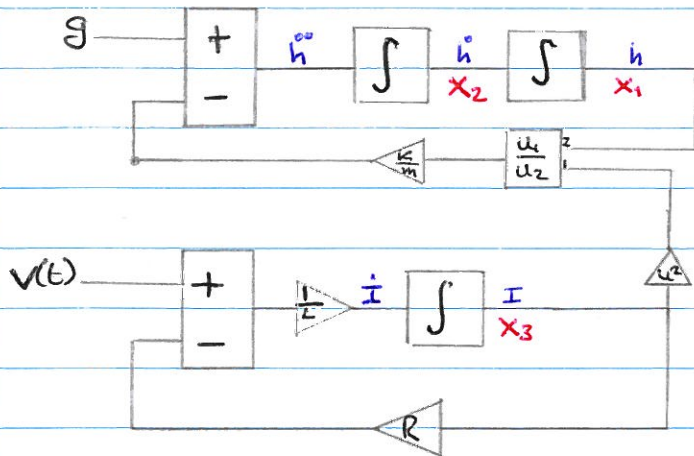 g + ḧ ∫ ḣ ∫ h
− X₂ X₁
K/m u₁/u₂ 2
1
V(t) + 1/L İ ∫ I u²
− X₃
R